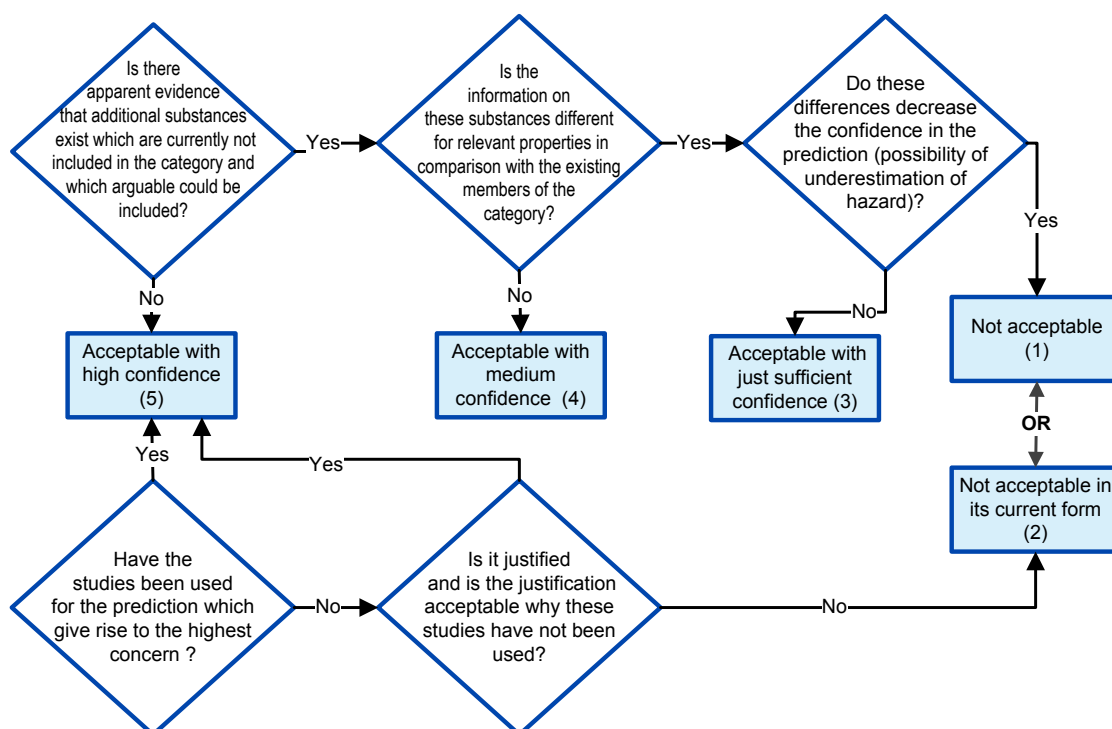 Is there
apparent evidence
that additional substances
exist which are currently not
included in the category and
which arguable could be
included?
Yes
Is the
information on
these substances different
for relevant properties in
comparison with the existing
members of the
category?
Yes
Do these
differences decrease
the confidence in the
prediction (possibility of
underestimation of
hazard)?
Yes
No
No
No
Acceptable with
high confidence
(5)
Acceptable with
medium
confidence (4)
Acceptable with
just sufficient
confidence (3)
Not acceptable
(1)
OR
Not acceptable in
its current form
(2)
Yes
Yes
Have the
studies been used
for the prediction which
give rise to the highest
concern ?
No
Is it justified
and is the justification
acceptable why these
studies have not been
used?
No